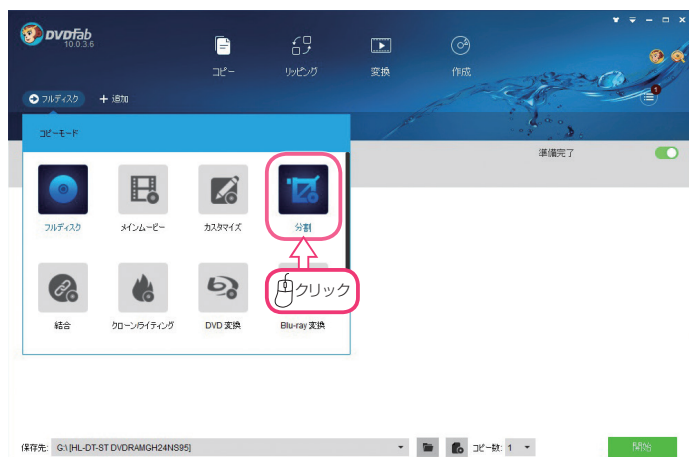 DVDFab
10.0.3.6
コピー
リッピング
変換
作成
フルディスク
+ 追加
1
コピーモード
準備完了
フルディスク
メインムービー
カスタマイズ
分割
クリック
結合
クローン/ライティング
DVD 変換
Blu-ray 変換
保存先: G:\ [HL-DT-ST DVDRAMGH24NS95]
コピー数: 1
開始